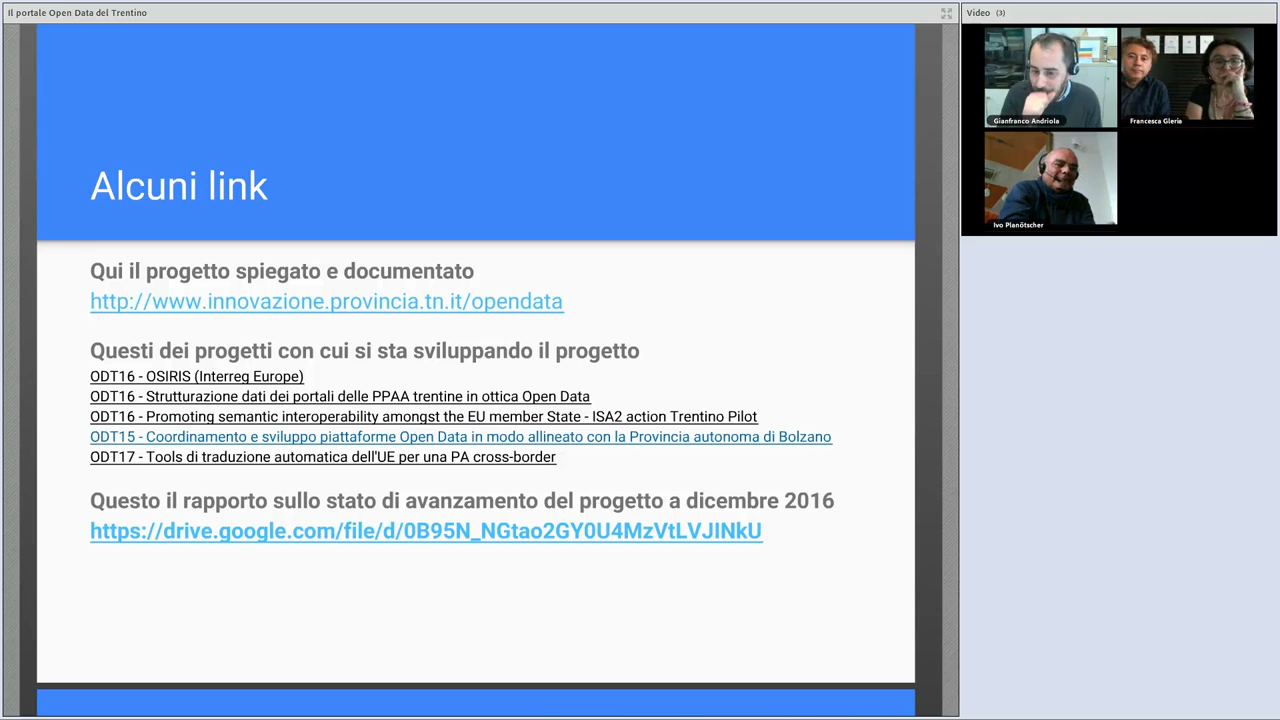 Il portale Open Data del Trentino
Video (3)
Gianfranco Andriola
Francesca Gleria
Ivo Planötscher
Alcuni link
Qui il progetto spiegato e documentato
http://www.innovazione.provincia.tn.it/opendata
Questi dei progetti con cui si sta sviluppando il progetto
ODT16 - OSIRIS (Interreg Europe)
ODT16 - Strutturazione dati dei portali delle PPAA trentine in ottica Open Data
ODT16 - Promoting semantic interoperability amongst the EU member State - ISA2 action Trentino Pilot
ODT15 - Coordinamento e sviluppo piattaforme Open Data in modo allineato con la Provincia autonoma di Bolzano
ODT17 - Tools di traduzione automatica dell'UE per una PA cross-border
Questo il rapporto sullo stato di avanzamento del progetto a dicembre 2016
https://drive.google.com/file/d/0B95N_NGtao2GY0U4MzVtLVJINkU